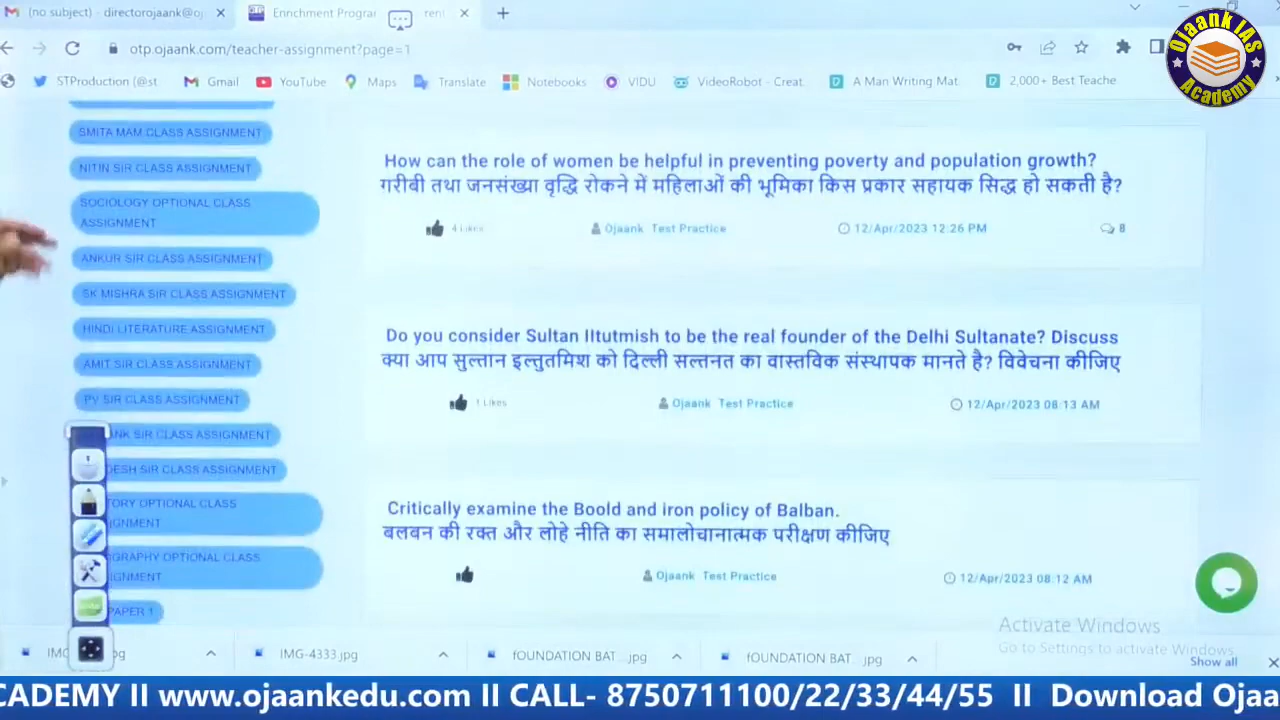 (no subject) - directorojaank@oj
Enrichment Progra
rent
otp.ojaank.com/teacher-assignment?page=1
STProduction (@st
Gmail
YouTube
Maps
Translate
Notebooks
VIDU
VideoRobot - Creat
A Man Writing Mat
2,000+ Best Teache
Ojaank IAS
Academy
SMITA MAM CLASS ASSIGNMENT
NITIN SIR CLASS ASSIGNMENT
SOCIOLOGY OPTIONAL CLASS
ASSIGNMENT
ANKUR SIR CLASS ASSIGNMENT
SK MISHRA SIR CLASS ASSIGNMENT
HINDI LITERATURE ASSIGNMENT
AMIT SIR CLASS ASSIGNMENT
PV SIR CLASS ASSIGNMENT
ANK SIR CLASS ASSIGNMENT
DESH SIR CLASS ASSIGNMENT
TORY OPTIONAL CLASS
IGNMENT
GRAPHY OPTIONAL CLASS
IGNMENT
PAPER 1
How can the role of women be helpful in preventing poverty and population growth?
गरीबी तथा जनसंख्या वृद्धि रोकने में महिलाओं की भूमिका किस प्रकार सहायक सिद्ध हो सकती है?
4 Likes
Ojaank Test Practice
12/Apr/2023 12:26 PM
8
Do you consider Sultan Iltutmish to be the real founder of the Delhi Sultanate? Discuss
क्या आप सुल्तान इल्तुतमिश को दिल्ली सल्तनत का वास्तविक संस्थापक मानते है? विवेचना कीजिए
1 Likes
Ojaank Test Practice
12/Apr/2023 08:13 AM
Critically examine the Boold and iron policy of Balban.
बलबन की रक्त और लोहे नीति का समालोचानात्मक परीक्षण कीजिए
Ojaank Test Practice
12/Apr/2023 08:12 AM
Activate Windows
Go to Settings to activate Windows.
IMG-4333.jpg
fOUNDATION BAT....jpg
fOUNDATION BAT....jpg
Show all
CADEMY II www.ojaankedu.com II CALL- 8750711100/22/33/44/55 II Download Ojaa